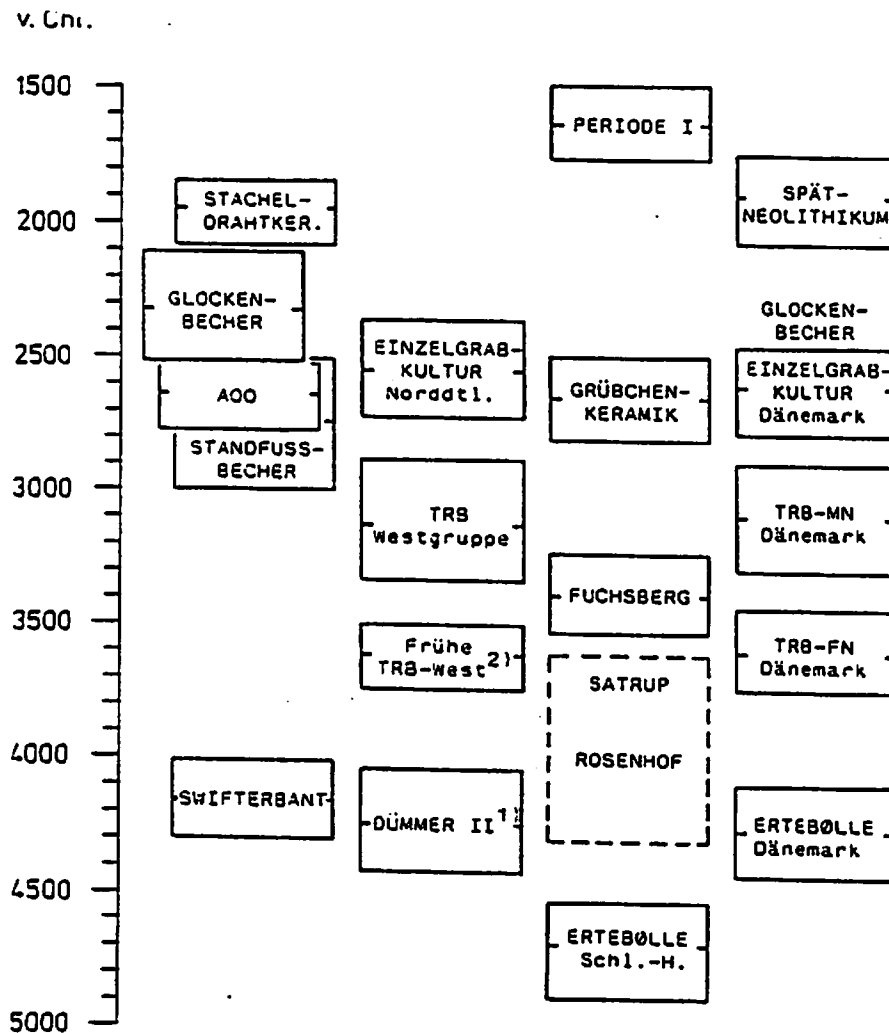 v. Chr.
1500
2000
2500
3000
3500
4000
4500
5000
STACHEL-
DRAHTKER.
GLOCKEN-
BECHER
AOO
STANDFUSS-
BECHER
SWIFTERBANT
EINZELGRAB-
KULTUR
Norddtl.
TRB
Westgruppe
Frühe
TRB-West2)
DÜMMER II1)
PERIODE I
GRÜBCHEN-
KERAMIK
FUCHSBERG
SATRUP
ROSENHOF
ERTEBØLLE
Schl.-H.
SPÄT-
NEOLITHIKUM
GLOCKEN-
BECHER
EINZELGRAB-
KULTUR
Dänemark
TRB-MN
Dänemark
TRB-FN
Dänemark
ERTEBØLLE
Dänemark